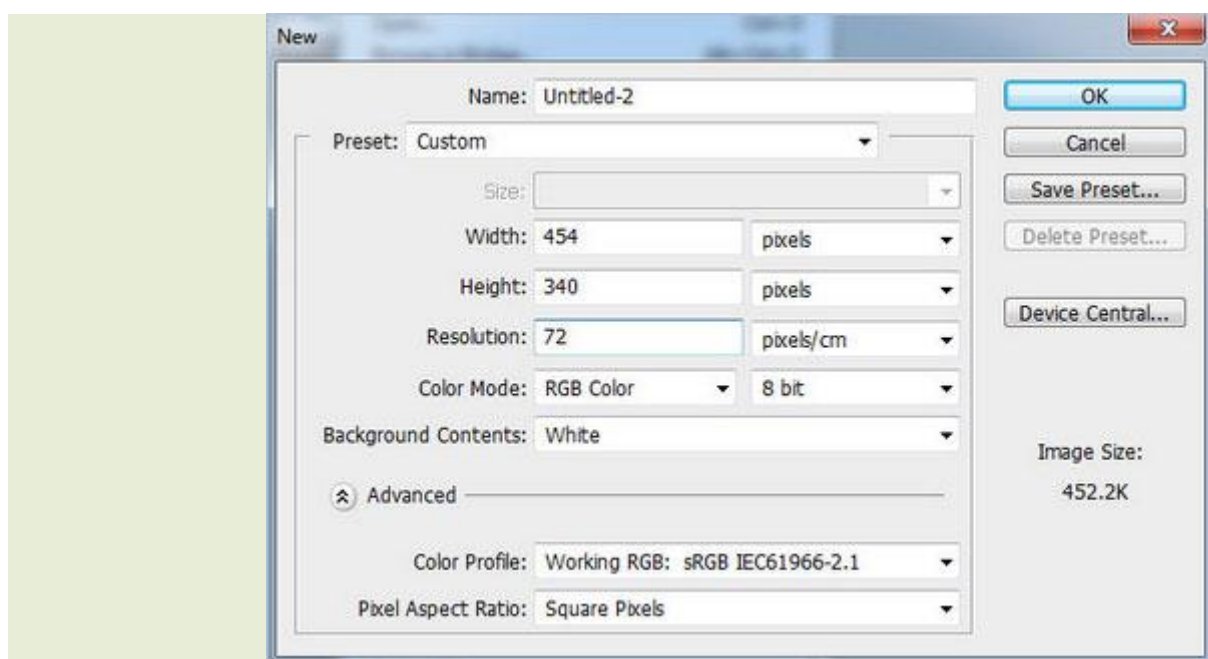 New
Name: Untitled-2
OK
Preset: Custom
Cancel
Size:
Save Preset...
Width: 454 pixels
Delete Preset...
Height: 340 pixels
Device Central...
Resolution: 72 pixels/cm
Color Mode: RGB Color 8 bit
Background Contents: White
Image Size:
452.2K
Advanced
Color Profile: Working RGB: sRGB IEC61966-2.1
Pixel Aspect Ratio: Square Pixels